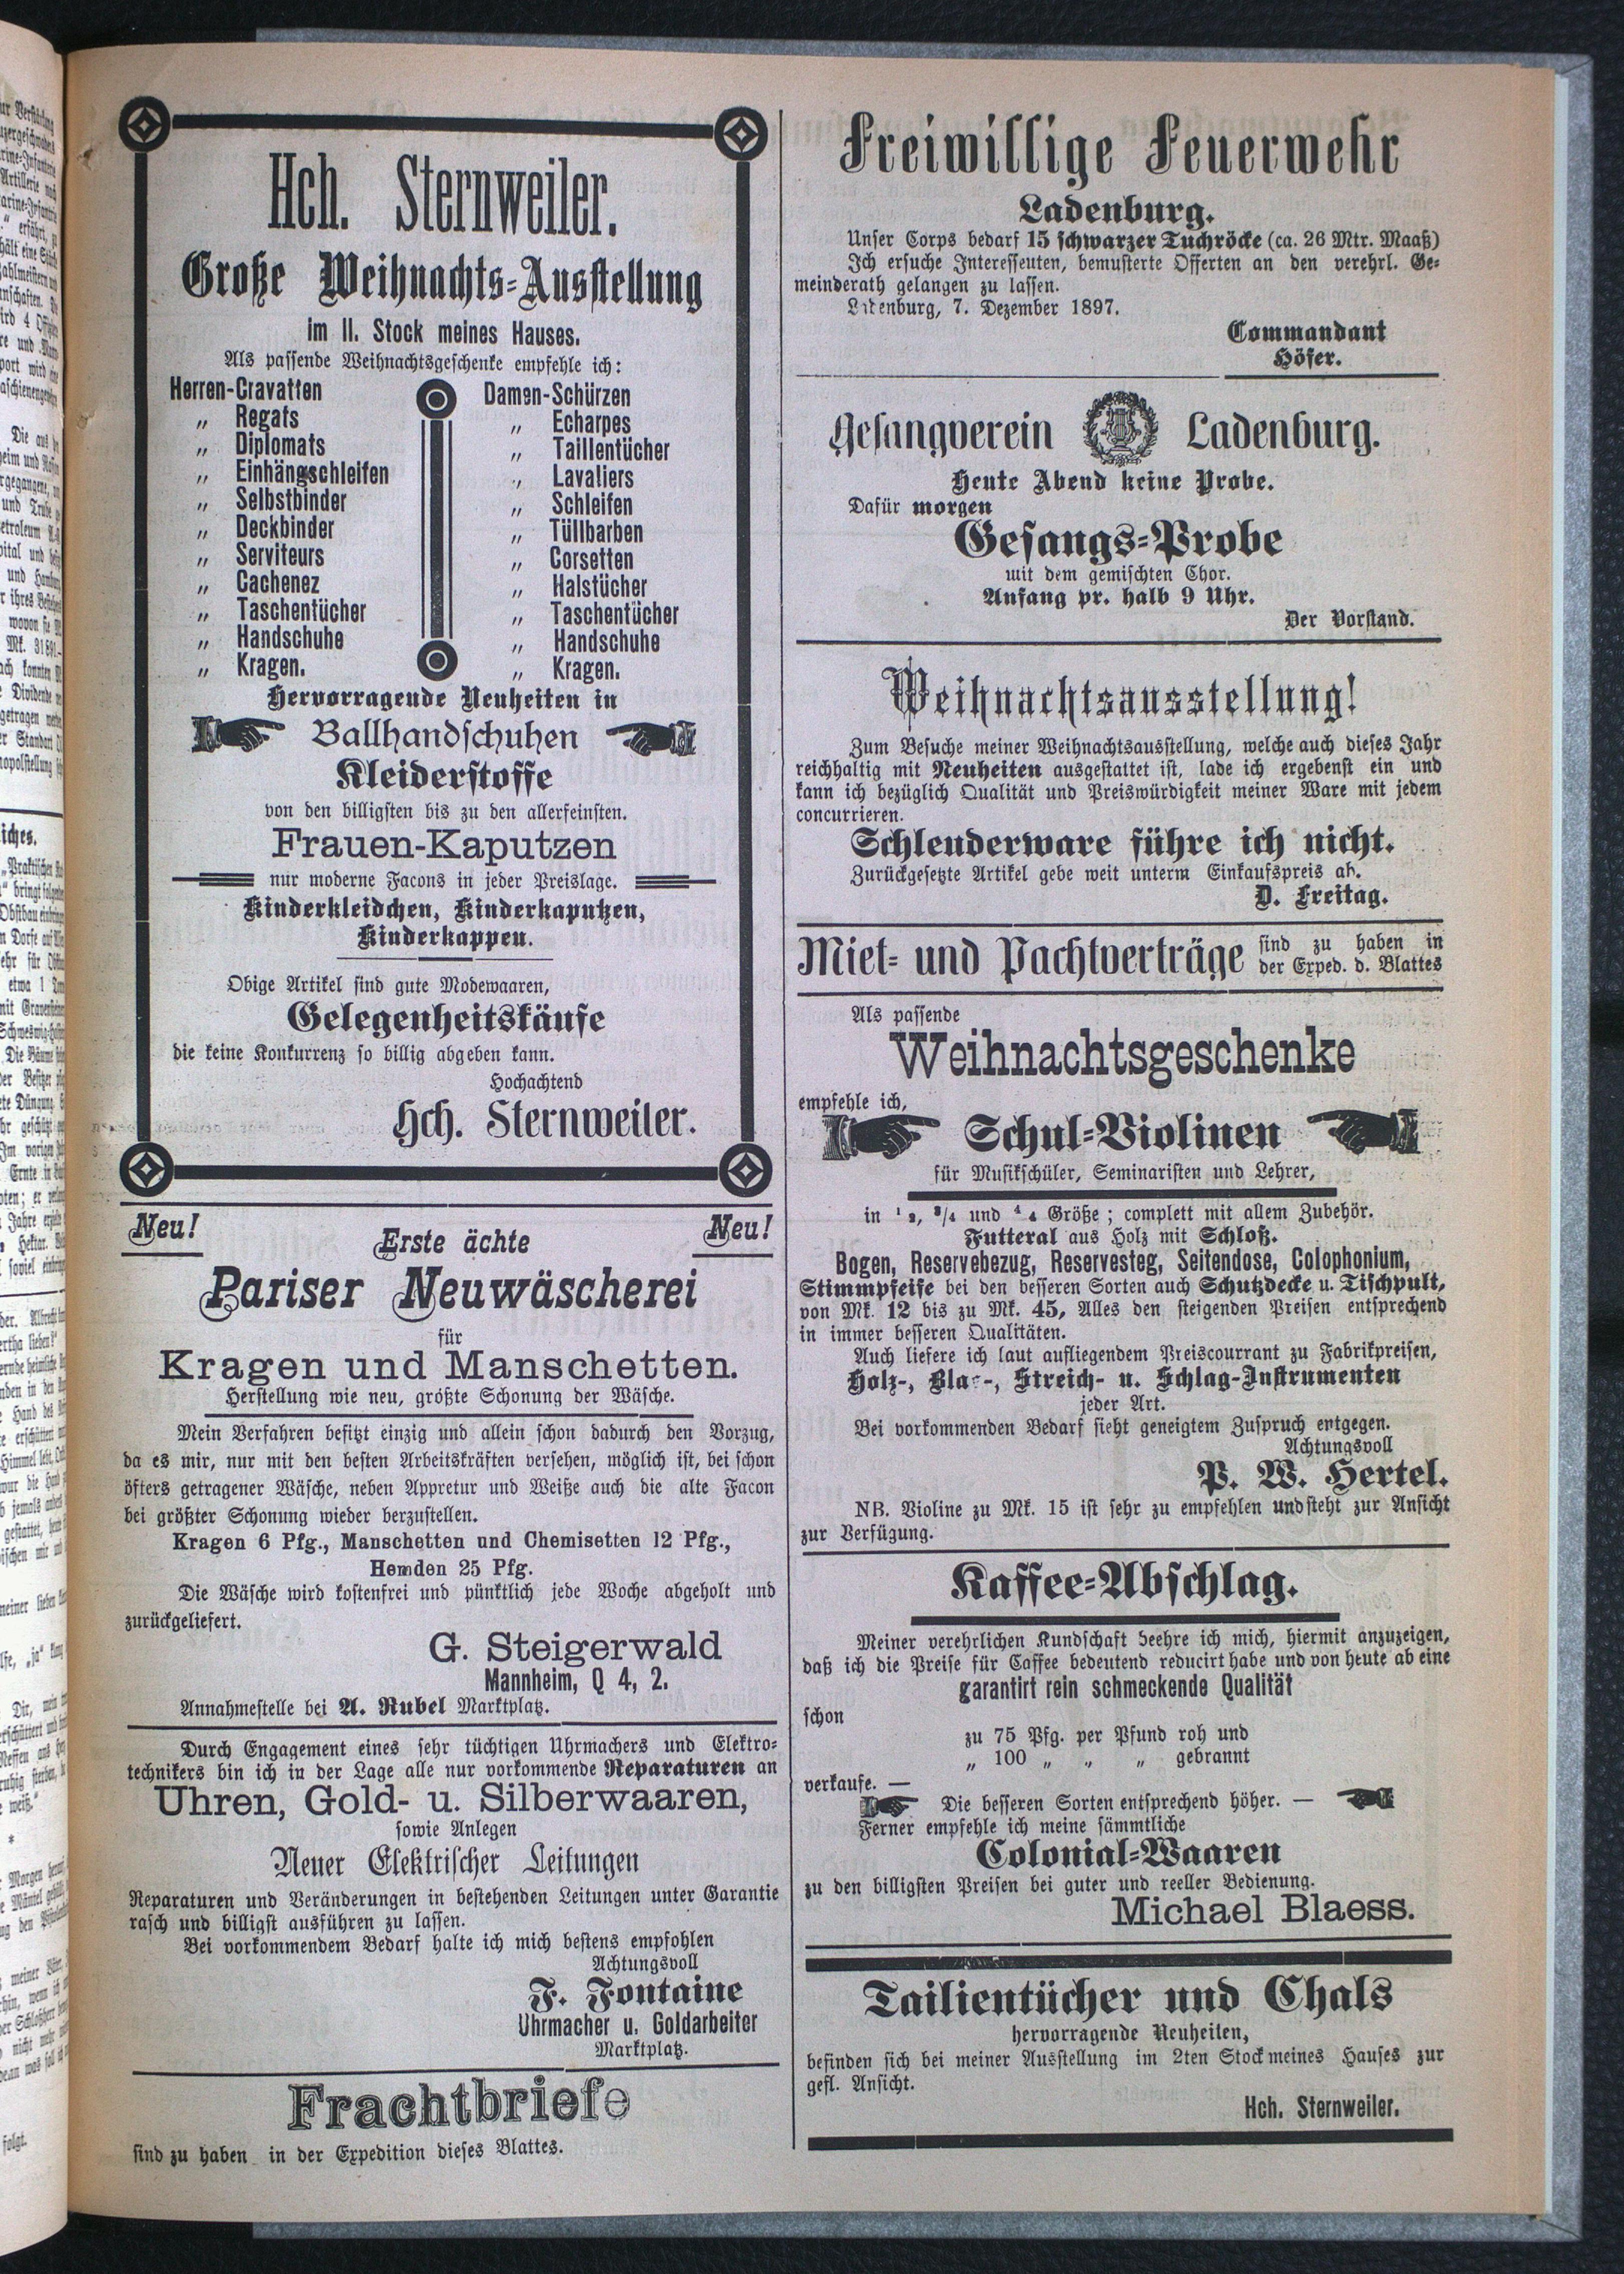 Hch. Sternweiler.
Große Weihnachts-Ausstellung
im II. Stock meines Hauses.
Als passende Weihnachtsgeschenke empfehle ich:
Herren-Cravatten
„ Regats
„ Diplomats
„ Einhängschleifen
„ Selbstbinder
„ Deckbinder
„ Serviteurs
„ Cachenez
„ Taschentücher
„ Handschuhe
„ Kragen.
Damen-Schürzen
„ Echarpes
„ Taillentücher
„ Lavaliers
„ Schleifen
„ Tüllbarben
„ Corsetten
„ Halstücher
„ Taschentücher
„ Handschuhe
„ Kragen.
Hervorragende Neuheiten in
Ballhandschuhen
Kleiderstoffe
von den billigsten bis zu den allerfeinsten.
Frauen-Kaputzen
nur moderne Facons in jeder Preislage.
Kinderkleidchen, Kinderkaputzen,
Kinderkappen.
Obige Artikel sind gute Modewaaren,
Gelegenheitskäufe
die keine Konkurrenz so billig abgeben kann.
Hochachtend
Hch. Sternweiler.
Neu! Erste ächte Neu!
Pariser Neuwäscherei
für
Kragen und Manschetten.
Herstellung wie neu, größte Schonung der Wäsche.
Mein Verfahren besitzt einzig und allein schon dadurch den Vorzug,
da es mir, nur mit den besten Arbeitskräften versehen, möglich ist, bei schon
öfters getragener Wäsche, neben Appretur und Weiße auch die alte Facon
bei größter Schonung wieder berzustellen.
Kragen 6 Pfg., Manschetten und Chemisetten 12 Pfg.,
Hemden 25 Pfg.
Die Wäsche wird kostenfrei und pünktlich jede Woche abgeholt und
zurückgeliefert.
G. Steigerwald
Mannheim, Q 4, 2.
Annahmestelle bei A. Rubel Marktplatz.
Durch Engagement eines sehr tüchtigen Uhrmachers und Elektro-
technikers bin ich in der Lage alle nur vorkommende Reparaturen an
Uhren, Gold- u. Silberwaaren,
sowie Anlegen
Neuer Elektrischer Leitungen
Reparaturen und Veränderungen in bestehenden Leitungen unter Garantie
rasch und billigst ausführen zu lassen.
Bei vorkommendem Bedarf halte ich mich bestens empfohlen
Achtungsvoll
F. Fontaine
Uhrmacher u. Goldarbeiter
Marktplatz.
Frachtbriefe
sind zu haben in der Expedition dieses Blattes.
Freiwillige Feuerwehr
Ladenburg.
Unser Corps bedarf 15 schwarzer Tuchröcke (ca. 26 Mtr. Maaß)
Ich ersuche Interessenten, bemusterte Offerten an den verehrl. Ge-
meinderath gelangen zu lassen.
Ladenburg, 7. Dezember 1897.
Commandant
Höfer.
Gesangverein Ladenburg.
Heute Abend keine Probe.
Dafür morgen
Gesangs-Probe
mit dem gemischten Chor.
Anfang pr. halb 9 Uhr.
Der Vorstand.
Weihnachtsausstellung!
Zum Besuche meiner Weihnachtsausstellung, welche auch dieses Jahr
reichhaltig mit Neuheiten ausgestattet ist, lade ich ergebenst ein und
kann ich bezüglich Qualität und Preiswürdigkeit meiner Ware mit jedem
concurrieren.
Schlenderware führe ich nicht.
Zurückgesetzte Artikel gebe weit unterm Einkaufspreis ab.
D. Freitag.
Miet- und Pachtverträge sind zu haben in
der Exped. d. Blattes
Als passende
Weihnachtsgeschenke
empfehle ich,
Schul-Violinen
für Musikschüler, Seminaristen und Lehrer,
in 1/2, 3/4 und 4/4 Größe; complett mit allem Zubehör.
Futteral aus Holz mit Schloß.
Bogen, Reservebezug, Reservesteg, Seitendose, Colophonium,
Stimmpfeife bei den besseren Sorten auch Schutzdecke u. Tischpult,
von Mk. 12 bis zu Mk. 45, Alles den steigenden Preisen entsprechend
in immer besseren Qualitäten.
Auch liefere ich laut aufliegendem Preiscourrant zu Fabrikpreisen,
Holz-, Blas-, Streich- u. Schlag-Instrumenten
jeder Art.
Bei vorkommenden Bedarf sieht geneigtem Zuspruch entgegen.
Achtungsvoll
P. W. Hertel.
NB. Violine zu Mk. 15 ist sehr zu empfehlen und steht zur Ansicht
zur Verfügung.
Kaffee-Abschlag.
Meiner verehrlichen Kundschaft beehre ich mich, hiermit anzuzeigen,
daß ich die Preise für Caffee bedeutend reducirt habe und von heute ab eine
garantirt rein schmeckende Qualität
schon
zu 75 Pfg. per Pfund roh und
„ 100 „ „ „ gebrannt
verkaufe. —
Die besseren Sorten entsprechend höher. —
Ferner empfehle ich meine sämmtliche
Colonial-Waaren
zu den billigsten Preisen bei guter und reeller Bedienung.
Michael Blaess.
Tailientücher und Chals
hervorragende Neuheiten,
befinden sich bei meiner Ausstellung im 2ten Stock meines Hauses zur
gefl. Ansicht.
Hch. Sternweiler.